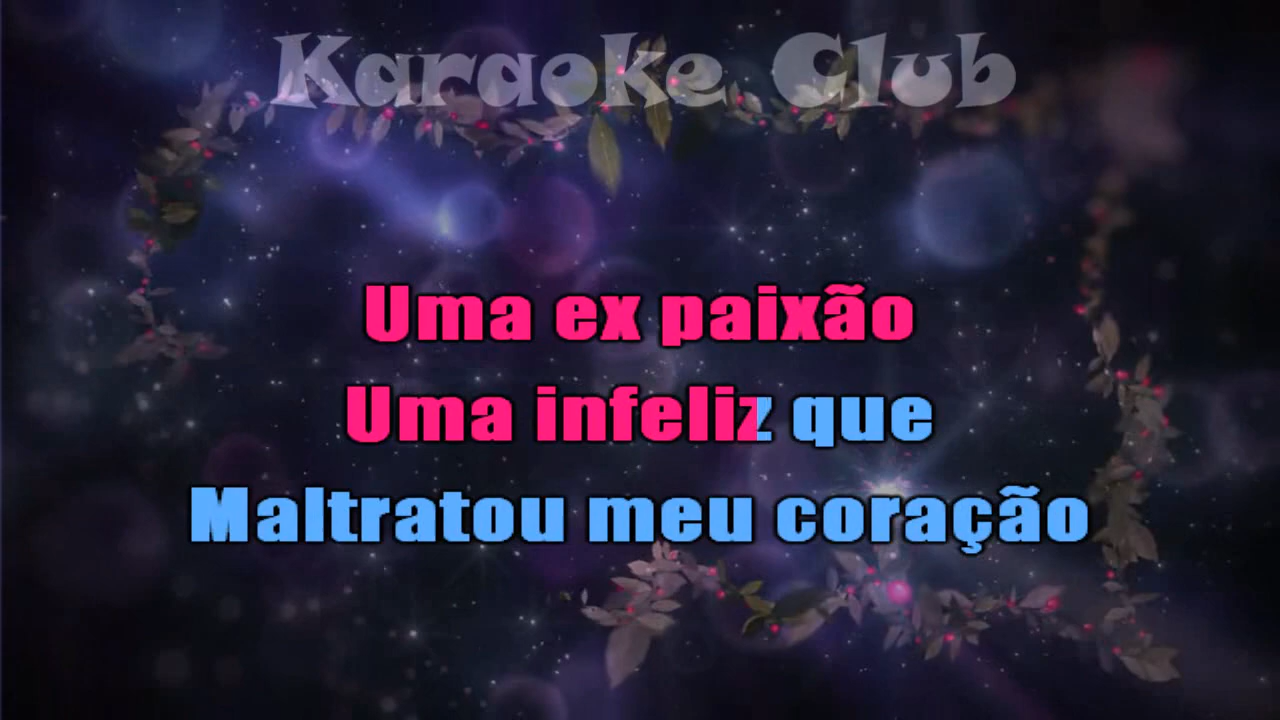 Karaoke Club
Uma ex paixão
Uma infeliz que
Maltratou meu coração